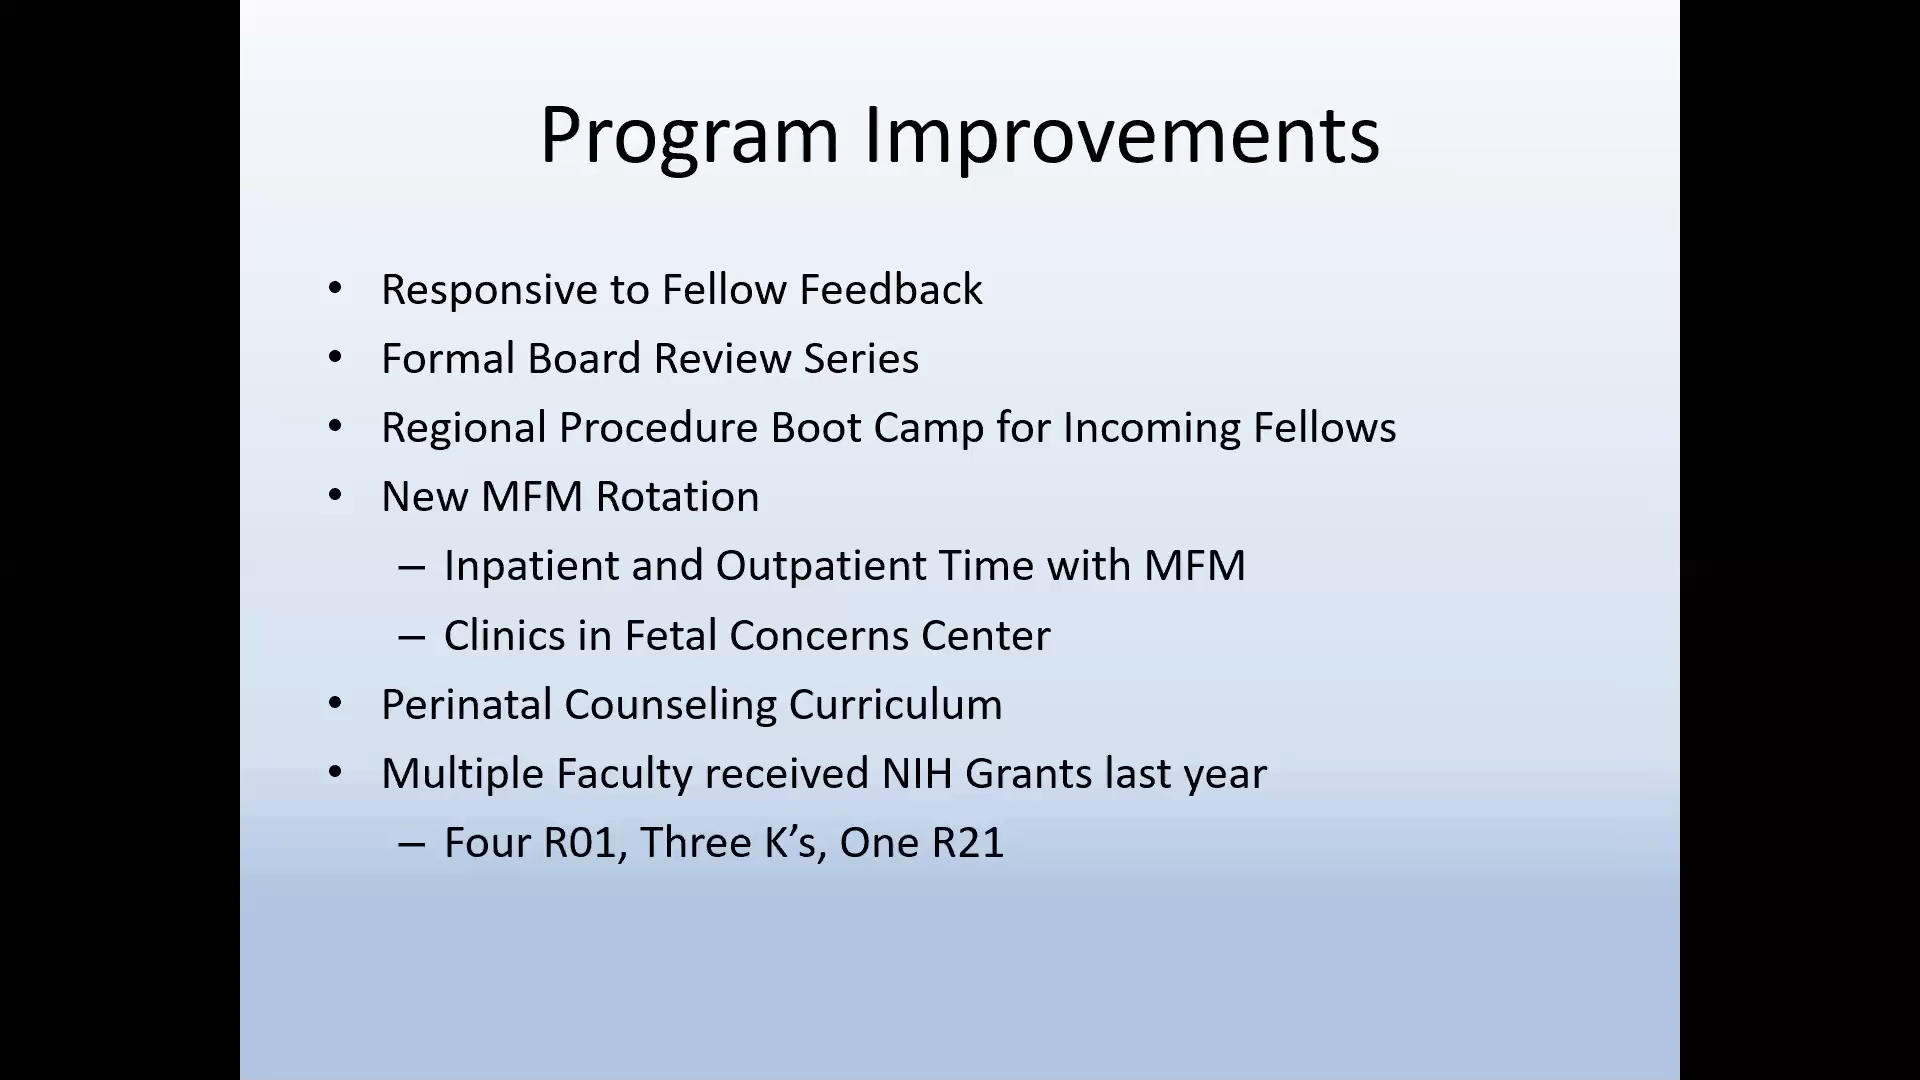 Program Improvements
• Responsive to Fellow Feedback
• Formal Board Review Series
• Regional Procedure Boot Camp for Incoming Fellows
• New MFM Rotation
– Inpatient and Outpatient Time with MFM
– Clinics in Fetal Concerns Center
• Perinatal Counseling Curriculum
• Multiple Faculty received NIH Grants last year
– Four R01, Three K’s, One R21